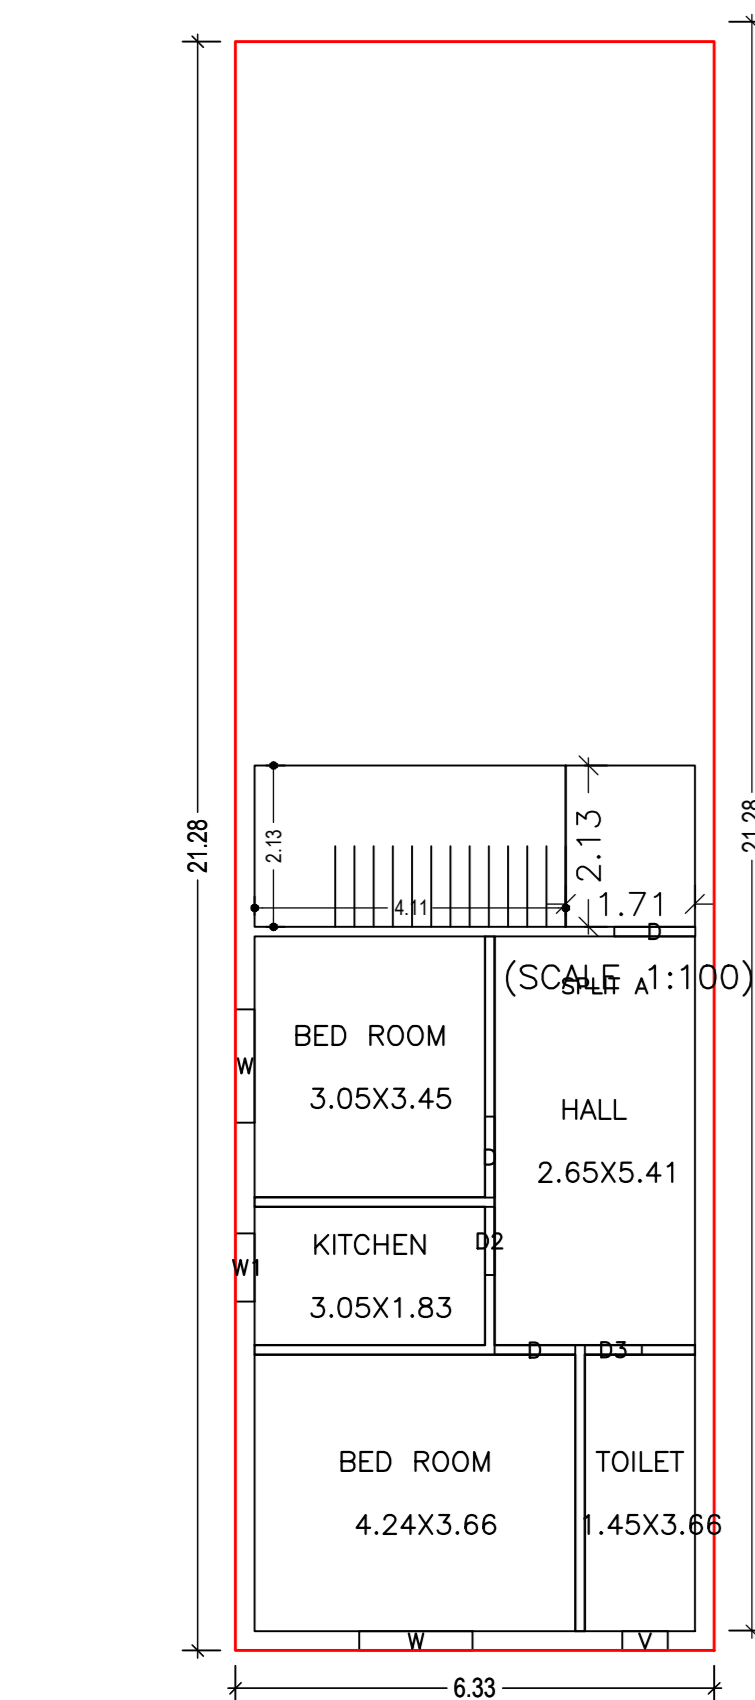 21.28
21.28
2.13
2.13
4.11
1.71
D
(SCALE 1:100)
SPLIT A
BED ROOM
3.05X3.45
W
HALL
2.65X5.41
D
D2
KITCHEN
3.05X1.83
W1
D
D3
BED ROOM
4.24X3.66
TOILET
1.45X3.66
W
V
6.33